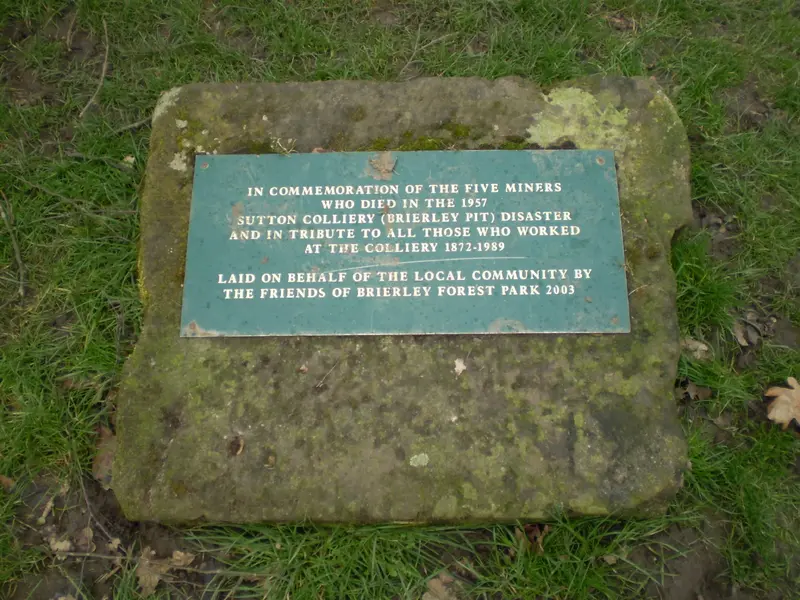 IN COMMEMORATION OF THE FIVE MINERS
WHO DIED IN THE 1957
SUTTON COLLIERY (BRIERLEY PIT) DISASTER
AND IN TRIBUTE TO ALL THOSE WHO WORKED
AT THE COLLIERY 1872-1989
LAID ON BEHALF OF THE LOCAL COMMUNITY BY
THE FRIENDS OF BRIERLEY FOREST PARK 2003